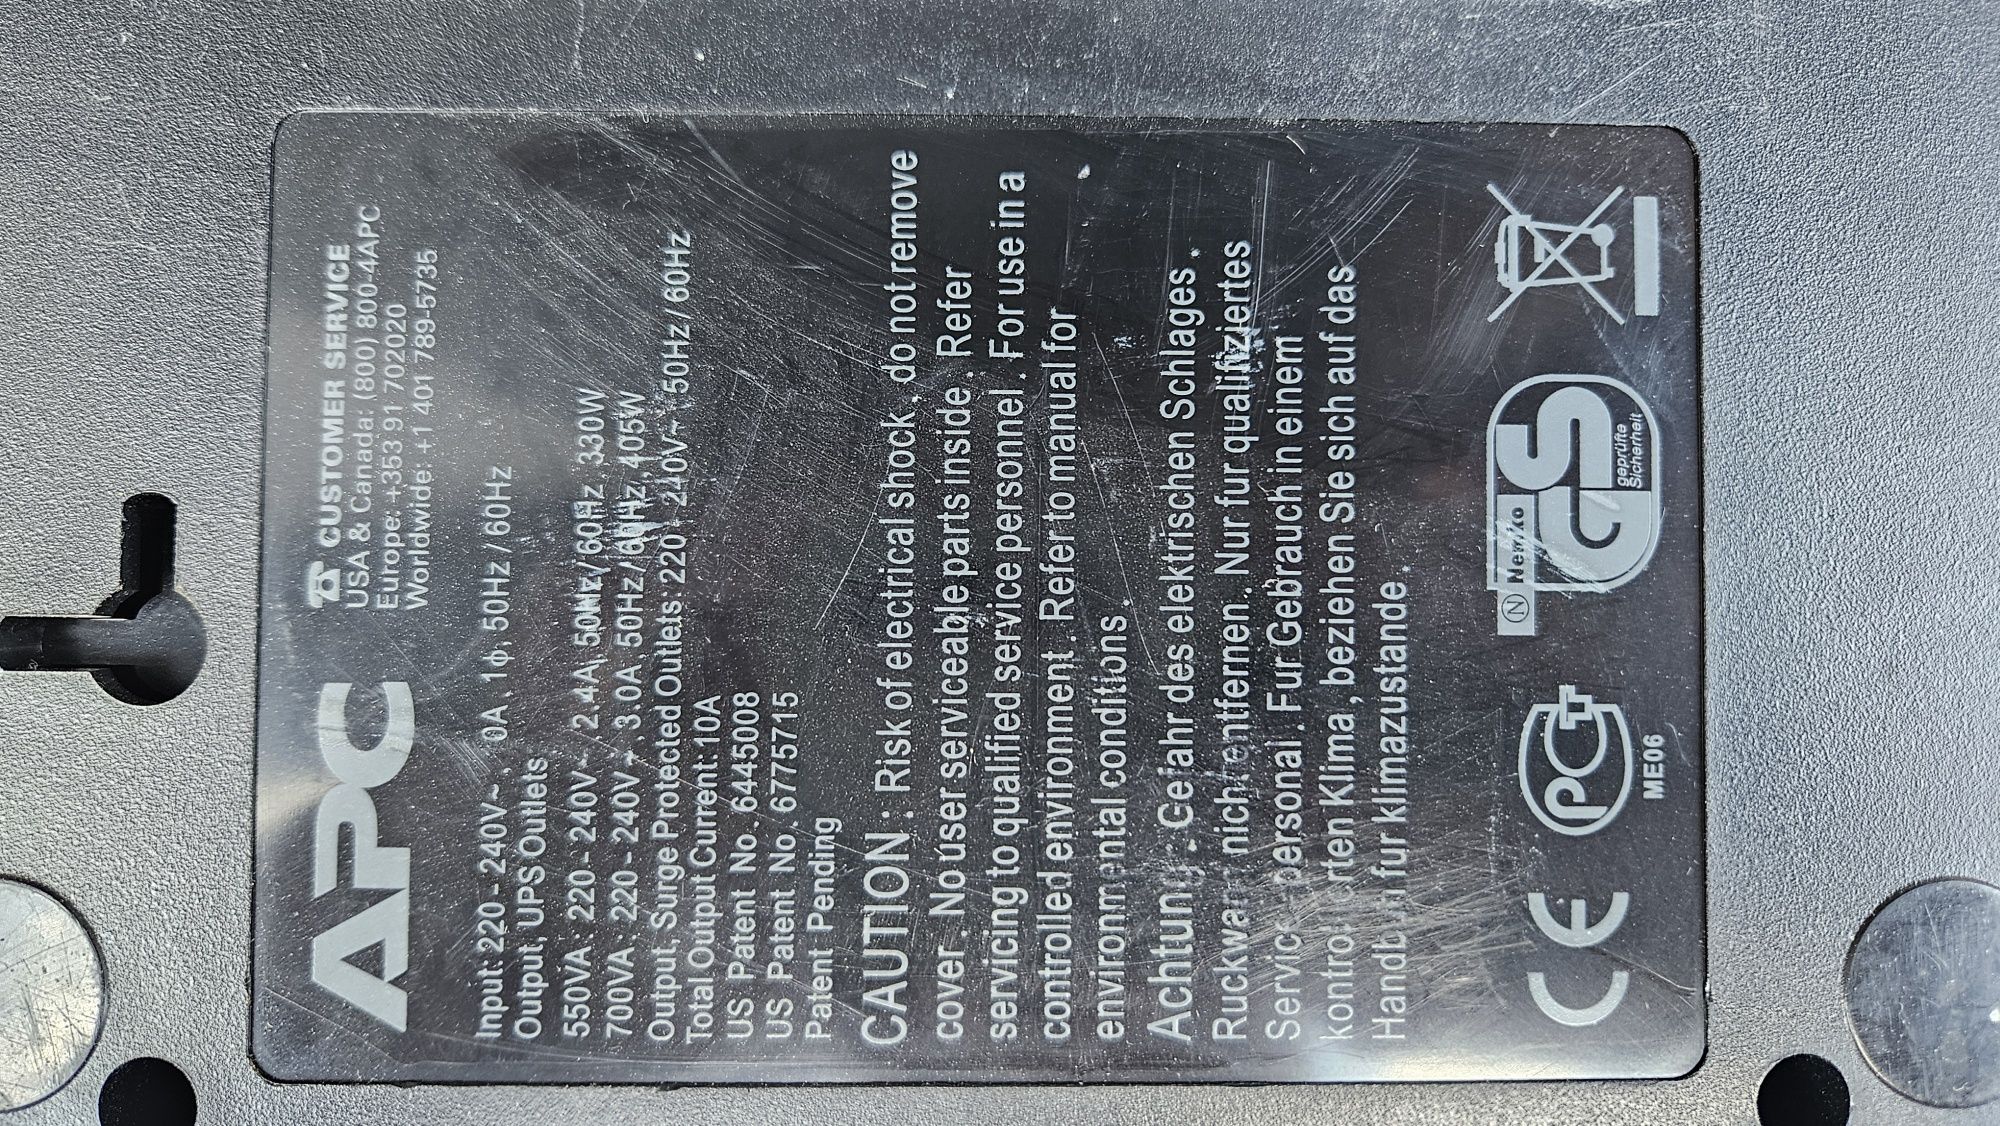 APC
CUSTOMER SERVICE
USA & Canada: (800) 800-4APC
Europe: +353 91 702020
Worldwide: +1 401 789-5735
Input: 220 - 240V~, 0A, 1ϕ, 50Hz / 60Hz
Output, UPS Outlets
550VA: 220 - 240V~ 2.4A, 50Hz / 60Hz 330W
700VA: 220 - 240V~ 3.0A 50Hz / 60Hz, 405W
Output, Surge Protected Outlets: 220 - 240V~ 50Hz / 60Hz
Total Output Current: 10A
US Patent No. 6445008
US Patent No. 6775715
Patent Pending
CAUTION : Risk of electrical shock , do not remove
cover . No user serviceable parts inside . Refer
servicing to qualified service personnel . For use in a
controlled environment . Refer to manual for
environmental conditions .
Achtung : Gefahr des elektrischen Schlages .
nicht entfernen . Nur fur qualifiziertes
Service personal . Fur Gebrauch in einem
Klima , beziehen Sie sich auf das
fur klimazustande .
CE
PCT
ME06
N Nemko
GS
geprüfte
Sicherheit